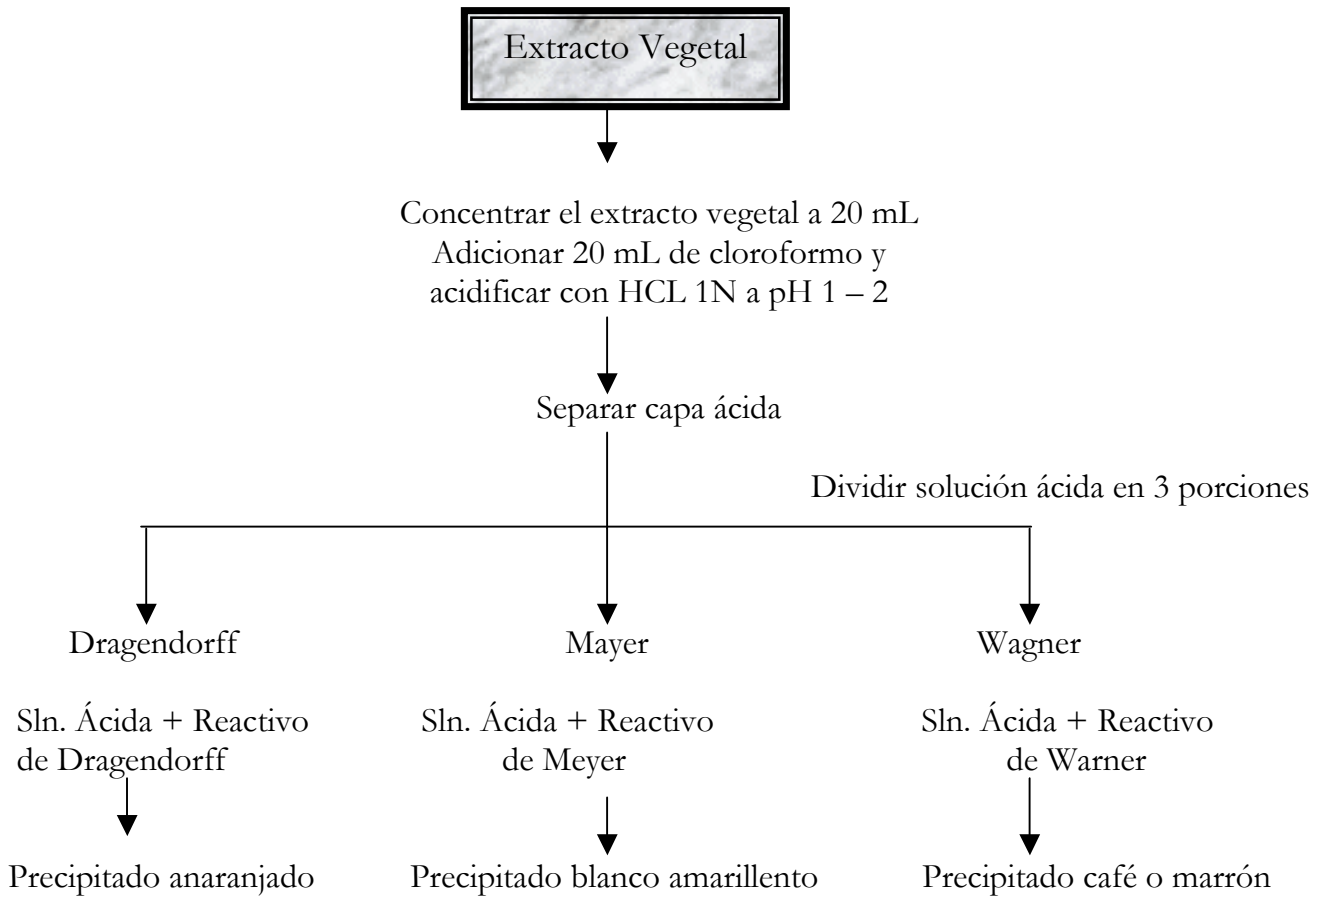 Extracto Vegetal
Concentrar el extracto vegetal a 20 mL
Adicionar 20 mL de cloroformo y
acidificar con HCL 1N a pH 1 – 2
Separar capa ácida
Dividir solución ácida en 3 porciones
Dragendorff
Mayer
Wagner
Sln. Ácida + Reactivo
de Dragendorff
Sln. Ácida + Reactivo
de Meyer
Sln. Ácida + Reactivo
de Warner
Precipitado anaranjado
Precipitado blanco amarillento
Precipitado café o marrón